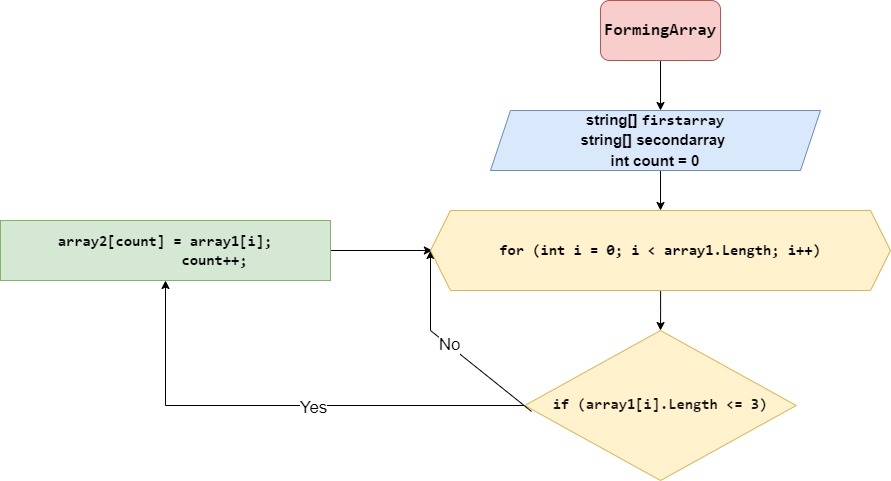 FormingArray
string[] firstarray
string[] secondarray
int count = 0
for (int i = 0; i < array1.Length; i++)
array2[count] = array1[i];
count++;
No
if (array1[i].Length <= 3)
Yes